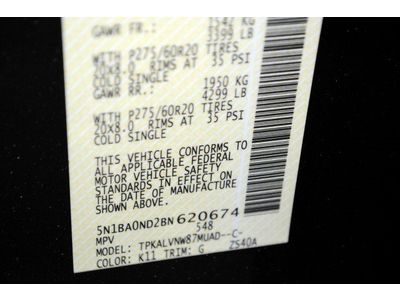 GAWR FR.: 1542 KG
3399 LB
WITH P275/60R20 TIRES
20X8.0 RIMS AT 35 PSI
COLD SINGLE
GAWR RR.: 1950 KG
4299 LB
WITH P275/60R20 TIRES
20X8.0 RIMS AT 35 PSI
COLD SINGLE
THIS VEHICLE CONFORMS TO
ALL APPLICABLE FEDERAL
MOTOR VEHICLE SAFETY
STANDARDS IN EFFECT ON
THE DATE OF MANUFACTURE
SHOWN ABOVE.
5N1BA0ND2BN620674
MPV 548
MODEL: TPKALVNW87MUAD--C-
COLOR: K11 TRIM: G ZS40A